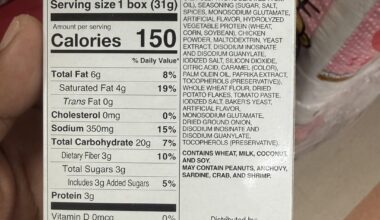 Serving size 1 box (31g)
Amount per serving
Calories 150
% Daily Value*
Total Fat 6g 8%
Saturated Fat 4g 19%
Trans Fat 0g
Cholesterol 0mg 0%
Sodium 350mg 15%
Total Carbohydrate 20g 7%
Dietary Fiber 3g 10%
Total Sugars 3g
Includes 3g Added Sugars 5%
Protein 3g
Vitamin D 0mcg 0%
OIL), SEASONING (SUGAR, SALT,
SPICES, MONOSODIUM GLUTAMATE,
ARTIFICIAL FLAVOR, HYDROLYZED
VEGETABLE PROTEIN (WHEAT,
CORN, SOYBEAN), CHICKEN
POWDER, MALTODEXTRIN, YEAST
EXTRACT, DISODIUM INOSINATE
AND DISODIUM GUANYLATE,
IODIZED SALT, SILICON DIOXIDE,
CITRIC ACID, CARAMEL (COLOR),
PALM OLEIN OIL, PAPRIKA EXTRACT,
TOCOPHEROLS (PRESERVATIVE),
WHOLE WHEAT FLOUR, DRIED
POTATO FLAKES, TOMATO PASTE,
IODIZED SALT, BAKER'S YEAST,
ARTIFICIAL FLAVOR,
MONOSODIUM GLUTAMATE,
DRIED GROUND ONION,
DISODIUM INOSINATE AND
DISODIUM GUANYLATE,
TOCOPHEROLS (PRESERVATIVE).
CONTAINS WHEAT, MILK, COCONUT,
AND SOY.
MAY CONTAIN PEANUTS, ANCHOVY,
SARDINE, CRAB, AND SHRIMP.
Distributed by